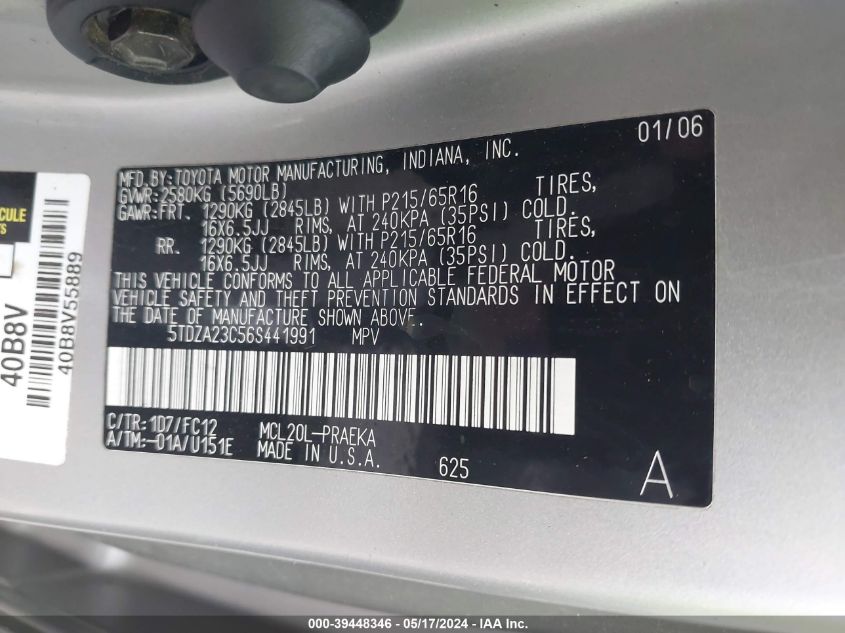 01/06
MFD.BY:TOYOTA MOTOR MANUFACTURING, INDIANA, INC.
GVWR:2580KG (5690LB)
GAWR:FRT. 1290KG (2845LB) WITH P215/65R16 TIRES,
16X6.5JJ RIMS, AT 240KPA (35PSI) COLD.
RR. 1290KG (2845LB) WITH P215/65R16 TIRES,
16X6.5JJ RIMS, AT 240KPA (35PSI) COLD.
THIS VEHICLE CONFORMS TO ALL APPLICABLE FEDERAL MOTOR
VEHICLE SAFETY AND THEFT PREVENTION STANDARDS IN EFFECT ON
THE DATE OF MANUFACTURE SHOWN ABOVE.
5TDZA23C56S441991 MPV
C/TR:1D7/FC12 MCL20L-PRAEKA
A/TM:-01A/U151E MADE IN U.S.A. 625
A
40B8V
40B8V55889
000-39448346 - 05/17/2024 - IAA Inc.